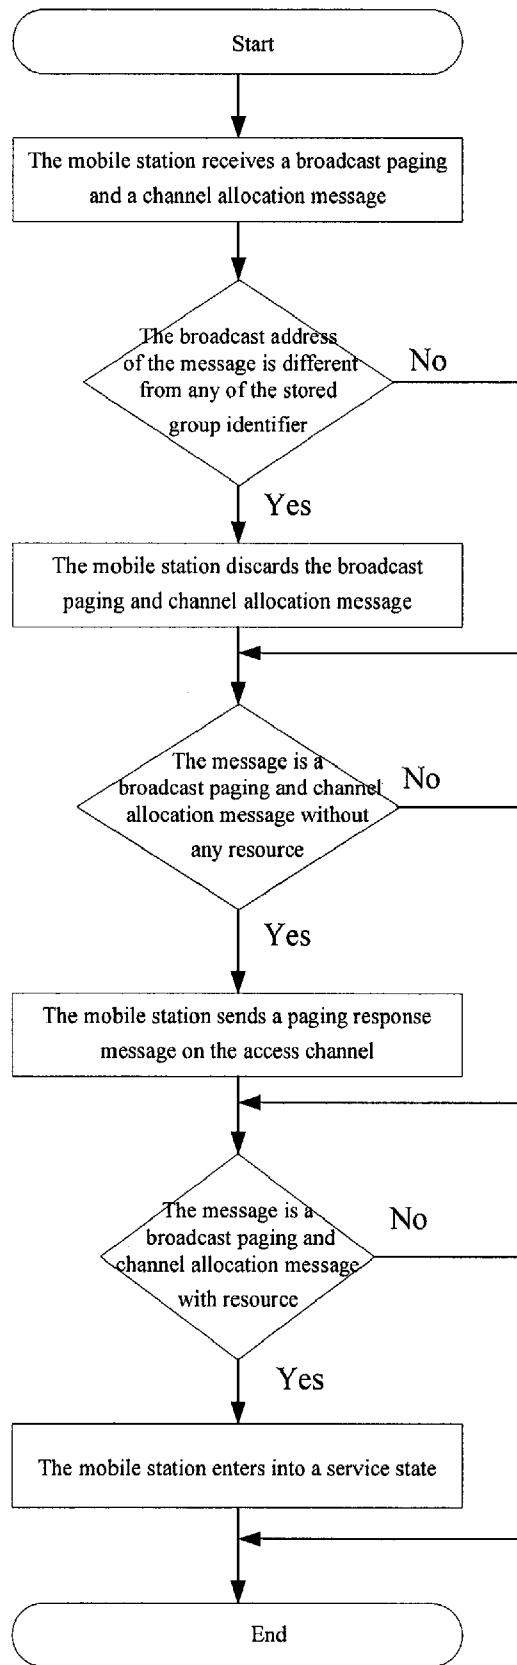 Start
The mobile station receives a broadcast paging
and a channel allocation message
The broadcast address
of the message is different
from any of the stored
group identifier
No
Yes
The mobile station discards the broadcast
paging and channel allocation message
The message is a
broadcast paging and channel
allocation message without
any resource
No
Yes
The mobile station sends a paging response
message on the access channel
The message is a
broadcast paging and
channel allocation message
with resource
No
Yes
The mobile station enters into a service state
End